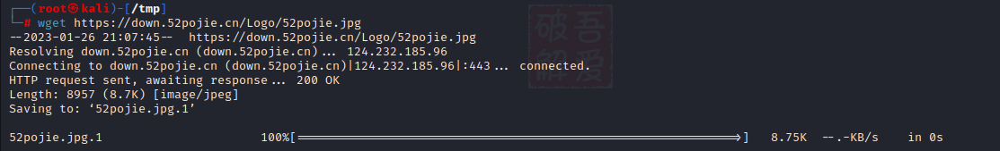 ┌──(root㉿kali)-[/tmp]
└─# wget https://down.52pojie.cn/Logo/52pojie.jpg
--2023-01-26 21:07:45--  https://down.52pojie.cn/Logo/52pojie.jpg
Resolving down.52pojie.cn (down.52pojie.cn)... 124.232.185.96
Connecting to down.52pojie.cn (down.52pojie.cn)|124.232.185.96|:443... connected.
HTTP request sent, awaiting response... 200 OK
Length: 8957 (8.7K) [image/jpeg]
Saving to: ‘52pojie.jpg.1’
52pojie.jpg.1 100%[===================================================>] 8.75K --.-KB/s in 0s
吾爱破解